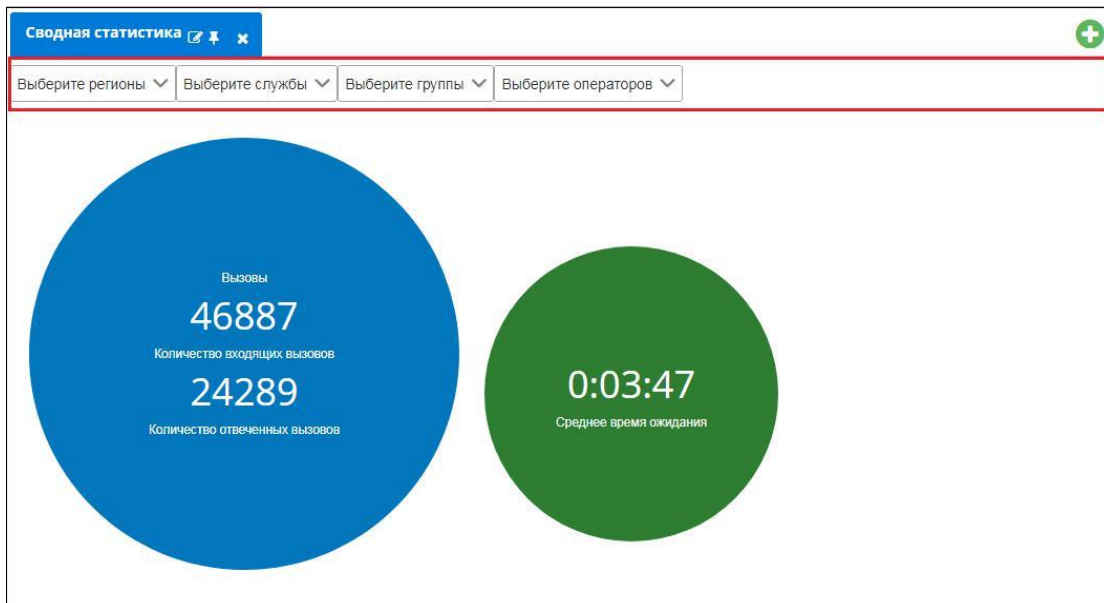 Сводная статистика
Выберите регионы Выберите службы Выберите группы Выберите операторов
Вызовы
46887
Количество входящих вызовов
24289
Количество отвеченных вызовов
0:03:47
Среднее время ожидания